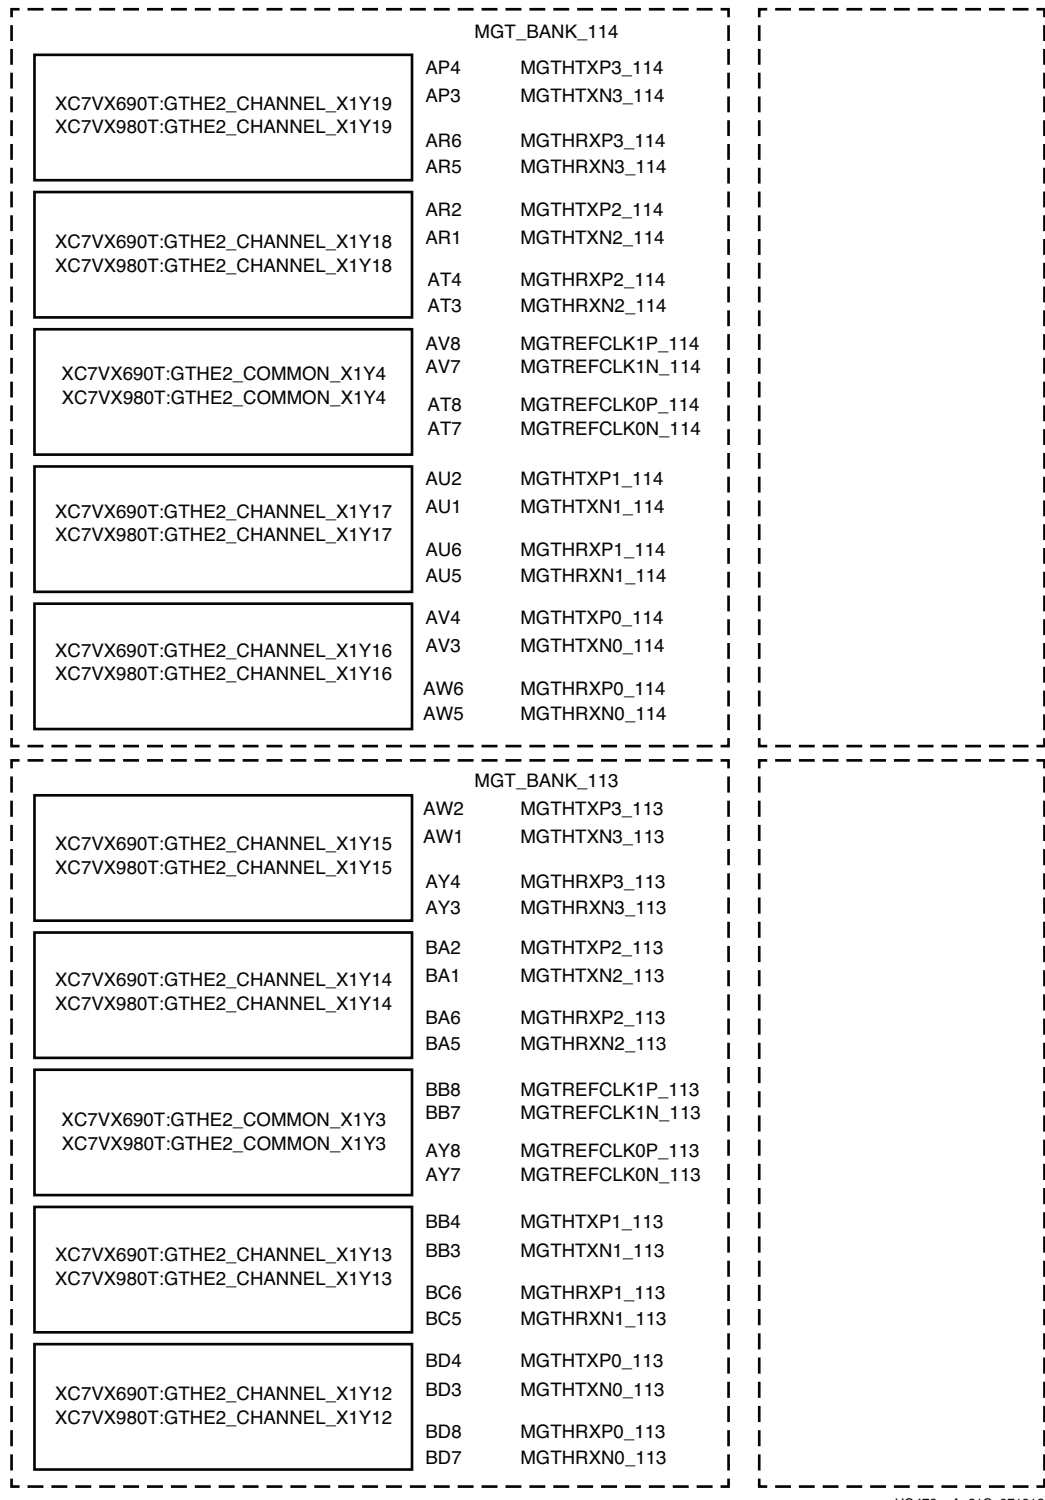 MGT_BANK_114
AP4 MGTHTXP3_114
AP3 MGTHTXN3_114
XC7VX690T:GTHE2_CHANNEL_X1Y19
XC7VX980T:GTHE2_CHANNEL_X1Y19
AR6 MGTHRXP3_114
AR5 MGTHRXN3_114
AR2 MGTHTXP2_114
AR1 MGTHTXN2_114
XC7VX690T:GTHE2_CHANNEL_X1Y18
XC7VX980T:GTHE2_CHANNEL_X1Y18
AT4 MGTHRXP2_114
AT3 MGTHRXN2_114
AV8 MGTREFCLK1P_114
AV7 MGTREFCLK1N_114
XC7VX690T:GTHE2_COMMON_X1Y4
XC7VX980T:GTHE2_COMMON_X1Y4
AT8 MGTREFCLK0P_114
AT7 MGTREFCLK0N_114
AU2 MGTHTXP1_114
AU1 MGTHTXN1_114
XC7VX690T:GTHE2_CHANNEL_X1Y17
XC7VX980T:GTHE2_CHANNEL_X1Y17
AU6 MGTHRXP1_114
AU5 MGTHRXN1_114
AV4 MGTHTXP0_114
AV3 MGTHTXN0_114
XC7VX690T:GTHE2_CHANNEL_X1Y16
XC7VX980T:GTHE2_CHANNEL_X1Y16
AW6 MGTHRXP0_114
AW5 MGTHRXN0_114
MGT_BANK_113
AW2 MGTHTXP3_113
AW1 MGTHTXN3_113
XC7VX690T:GTHE2_CHANNEL_X1Y15
XC7VX980T:GTHE2_CHANNEL_X1Y15
AY4 MGTHRXP3_113
AY3 MGTHRXN3_113
BA2 MGTHTXP2_113
BA1 MGTHTXN2_113
XC7VX690T:GTHE2_CHANNEL_X1Y14
XC7VX980T:GTHE2_CHANNEL_X1Y14
BA6 MGTHRXP2_113
BA5 MGTHRXN2_113
BB8 MGTREFCLK1P_113
BB7 MGTREFCLK1N_113
XC7VX690T:GTHE2_COMMON_X1Y3
XC7VX980T:GTHE2_COMMON_X1Y3
AY8 MGTREFCLK0P_113
AY7 MGTREFCLK0N_113
BB4 MGTHTXP1_113
BB3 MGTHTXN1_113
XC7VX690T:GTHE2_CHANNEL_X1Y13
XC7VX980T:GTHE2_CHANNEL_X1Y13
BC6 MGTHRXP1_113
BC5 MGTHRXN1_113
BD4 MGTHTXP0_113
BD3 MGTHTXN0_113
XC7VX690T:GTHE2_CHANNEL_X1Y12
XC7VX980T:GTHE2_CHANNEL_X1Y12
BD8 MGTHRXP0_113
BD7 MGTHRXN0_113